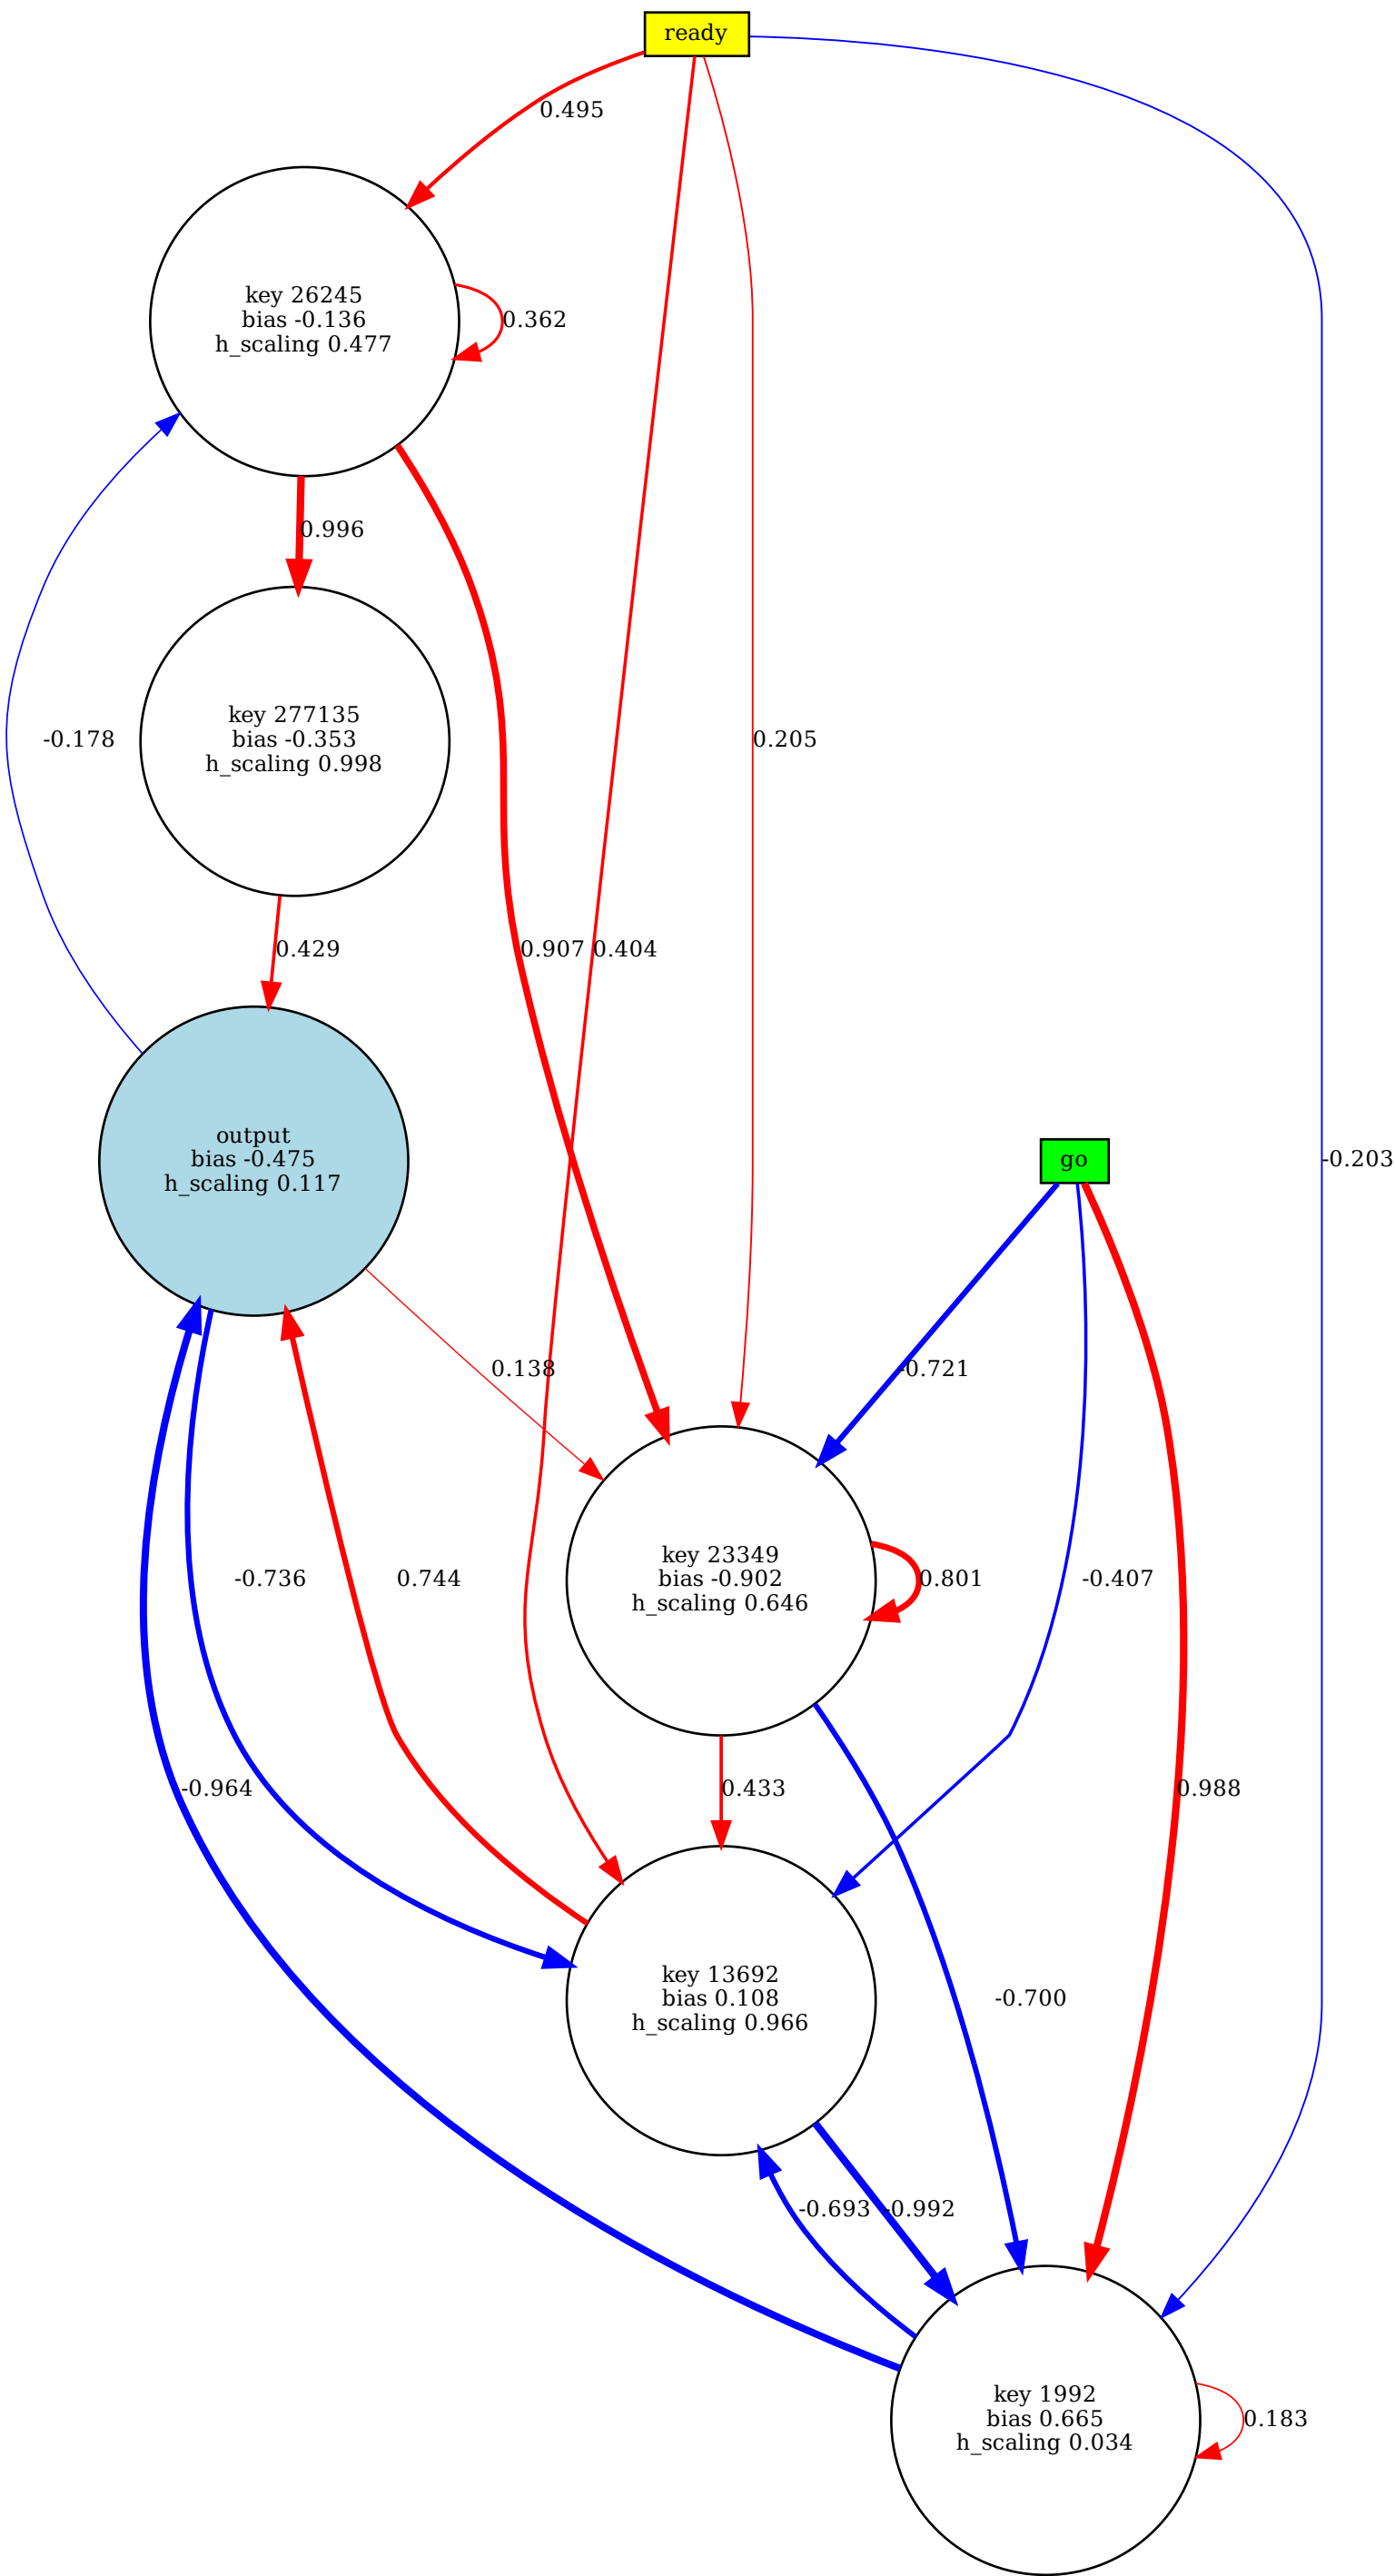 ready
0.495
key 26245
bias -0.136
h_scaling 0.477
0.362
0.996
key 277135
bias -0.353
h_scaling 0.998
-0.178
0.205
0.429
0.907
0.404
output
bias -0.475
h_scaling 0.117
go
-0.203
0.138
-0.721
key 23349
bias -0.902
h_scaling 0.646
-0.736
0.744
0.801
-0.407
-0.964
0.433
0.988
key 13692
bias 0.108
h_scaling 0.966
-0.700
-0.693
-0.992
key 1992
bias 0.665
h_scaling 0.034
0.183